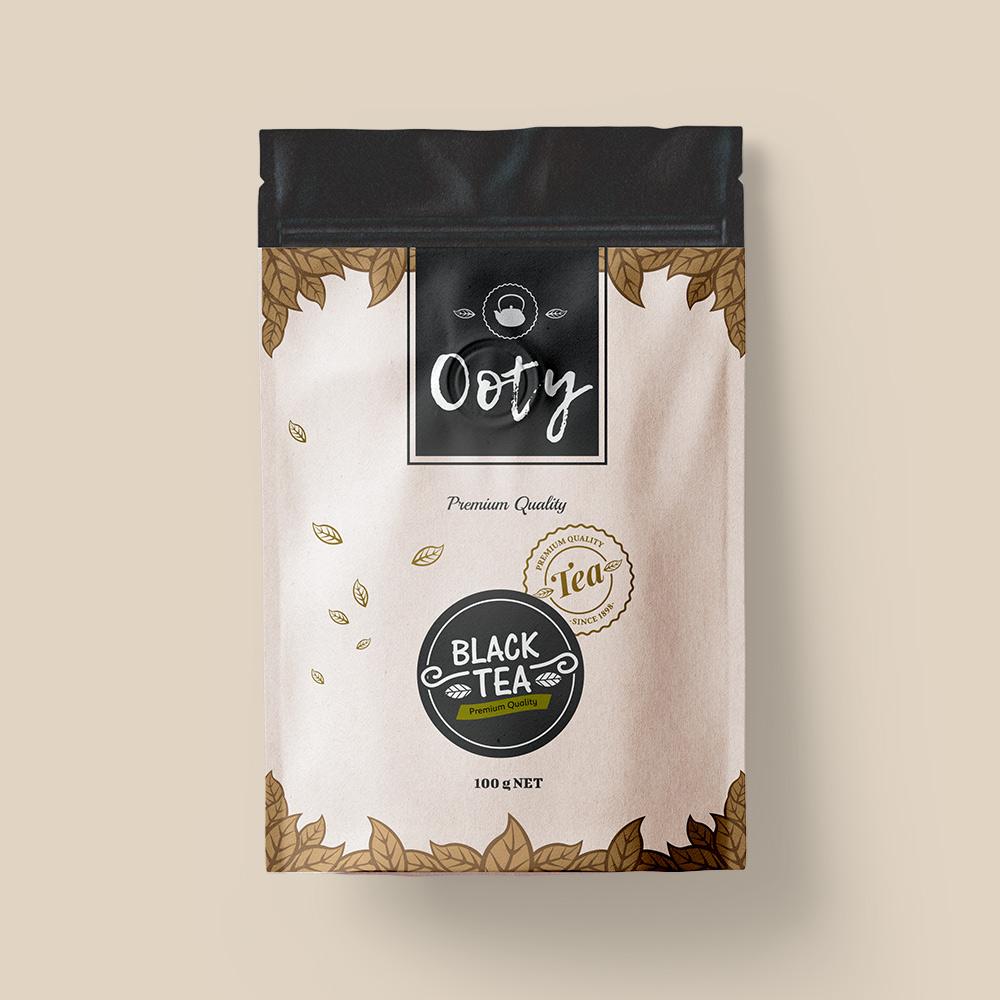 Ooty
Premium Quality
PREMIUM QUALITY
Tea
·SINCE 1898·
BLACK
TEA
Premium Quality
100 g NET